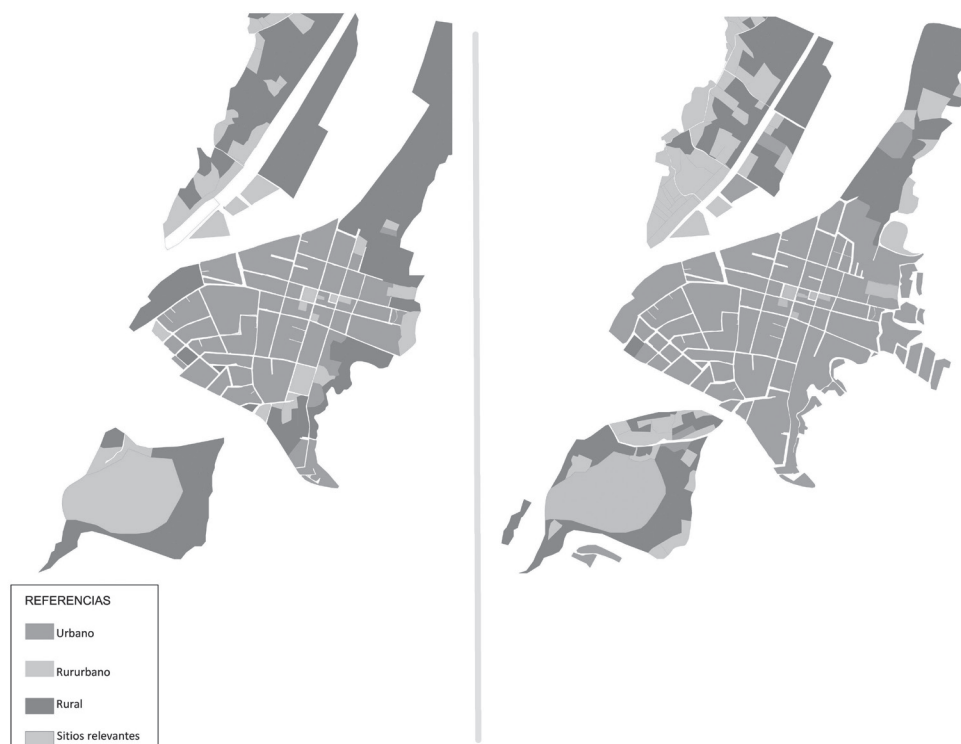 REFERENCIAS
Urbano
Rururbano
Rural
Sitios relevantes